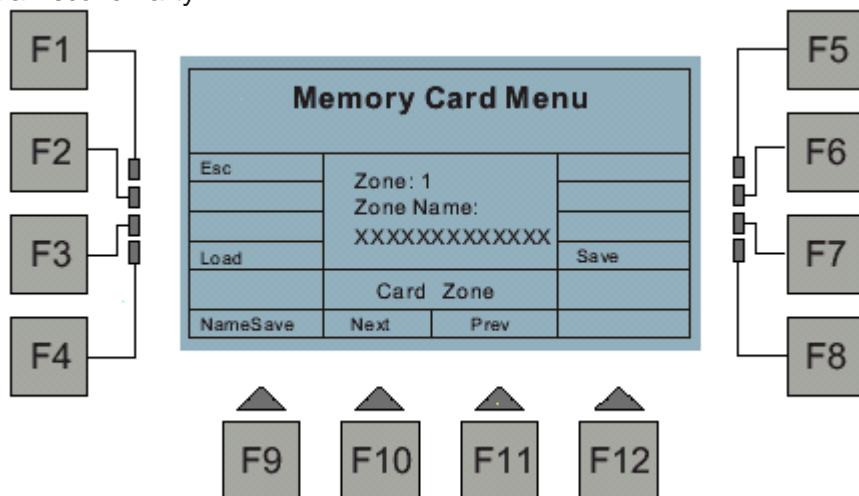 F1
F5
Memory Card Menu
F2
F6
Esc
Zone: 1
Zone Name:
XXXXXXXXXXXXX
F3
F7
Load
Save
Card Zone
NameSave Next Prev
F4
F8
F9 F10 F11 F12